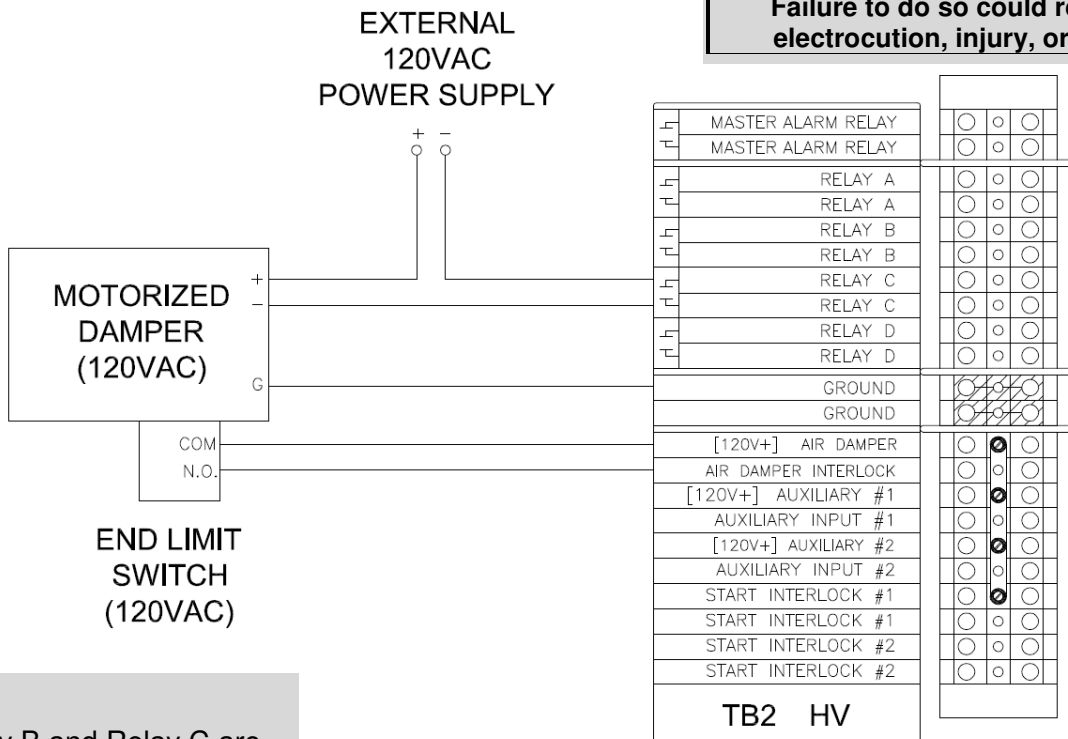 EXTERNAL
120VAC
POWER SUPPLY
+ −
Failure to do so could
electrocution, injury, or
MOTORIZED
DAMPER
(120VAC)
+
−
G
COM
N.O.
END LIMIT
SWITCH
(120VAC)
MASTER ALARM RELAY
MASTER ALARM RELAY
RELAY A
RELAY A
RELAY B
RELAY B
RELAY C
RELAY C
RELAY D
RELAY D
GROUND
GROUND
[120V+] AIR DAMPER
AIR DAMPER INTERLOCK
[120V+] AUXILIARY #1
AUXILIARY INPUT #1
[120V+] AUXILIARY #2
AUXILIARY INPUT #2
START INTERLOCK #1
START INTERLOCK #1
START INTERLOCK #2
START INTERLOCK #2
TB2 HV
B and Relay C are